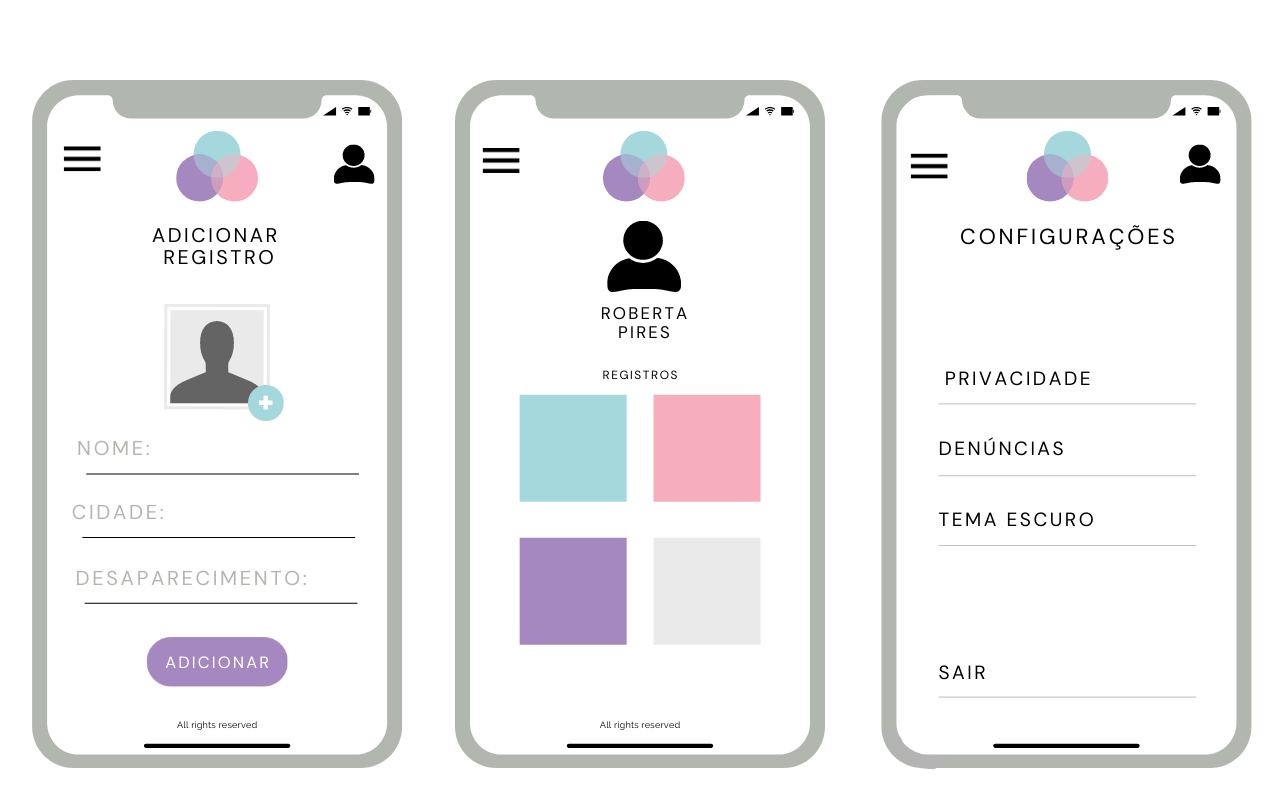 ADICIONAR
REGISTRO
NOME:
CIDADE:
DESAPARECIMENTO:
ADICIONAR
All rights reserved
ROBERTA
PIRES
REGISTROS
All rights reserved
CONFIGURAÇÕES
PRIVACIDADE
DENÚNCIAS
TEMA ESCURO
SAIR